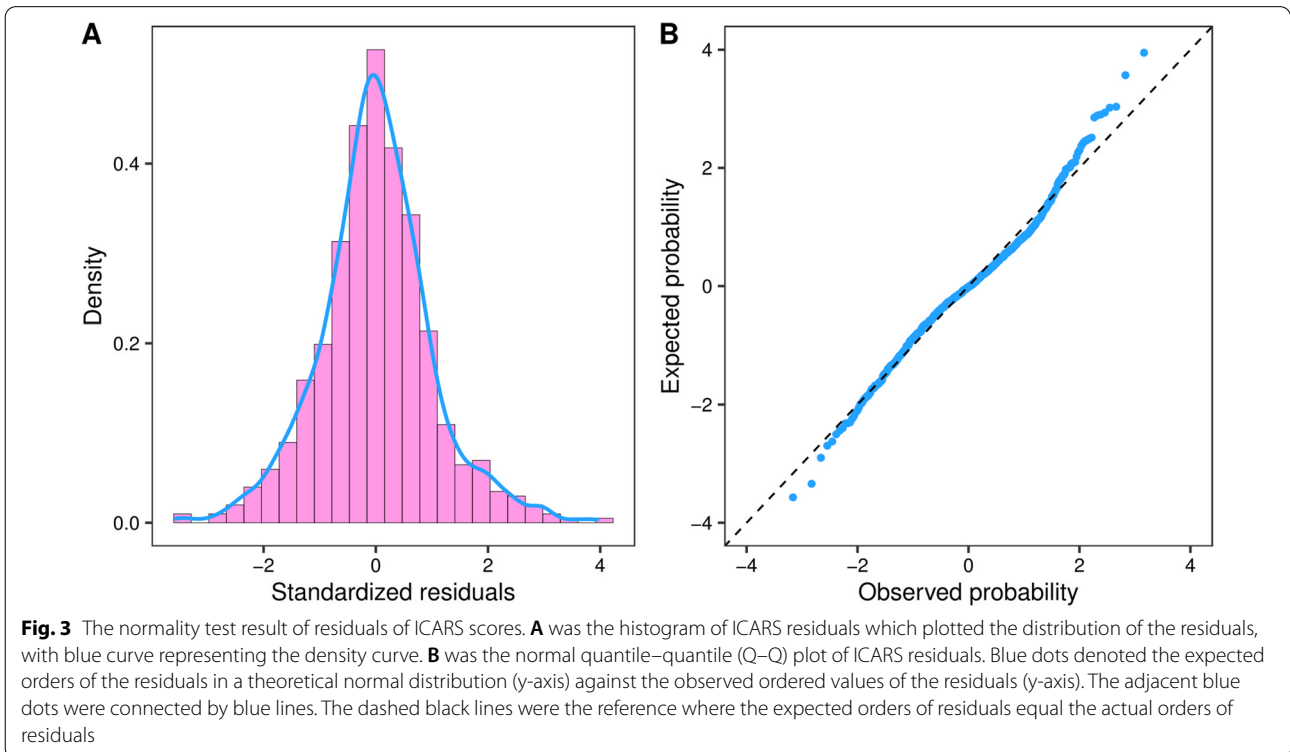 A
B
Density
0.4
0.2
0.0
−2
0
2
4
Standardized residuals
Expected probability
4
2
0
−2
−4
−4
−2
0
2
4
Observed probability
Fig. 3 The normality test result of residuals of ICARS scores. A was the histogram of ICARS residuals which plotted the distribution of the residuals,
with blue curve representing the density curve. B was the normal quantile–quantile (Q–Q) plot of ICARS residuals. Blue dots denoted the expected
orders of the residuals in a theoretical normal distribution (y-axis) against the observed ordered values of the residuals (y-axis). The adjacent blue
dots were connected by blue lines. The dashed black lines were the reference where the expected orders of residuals equal the actual orders of
residuals